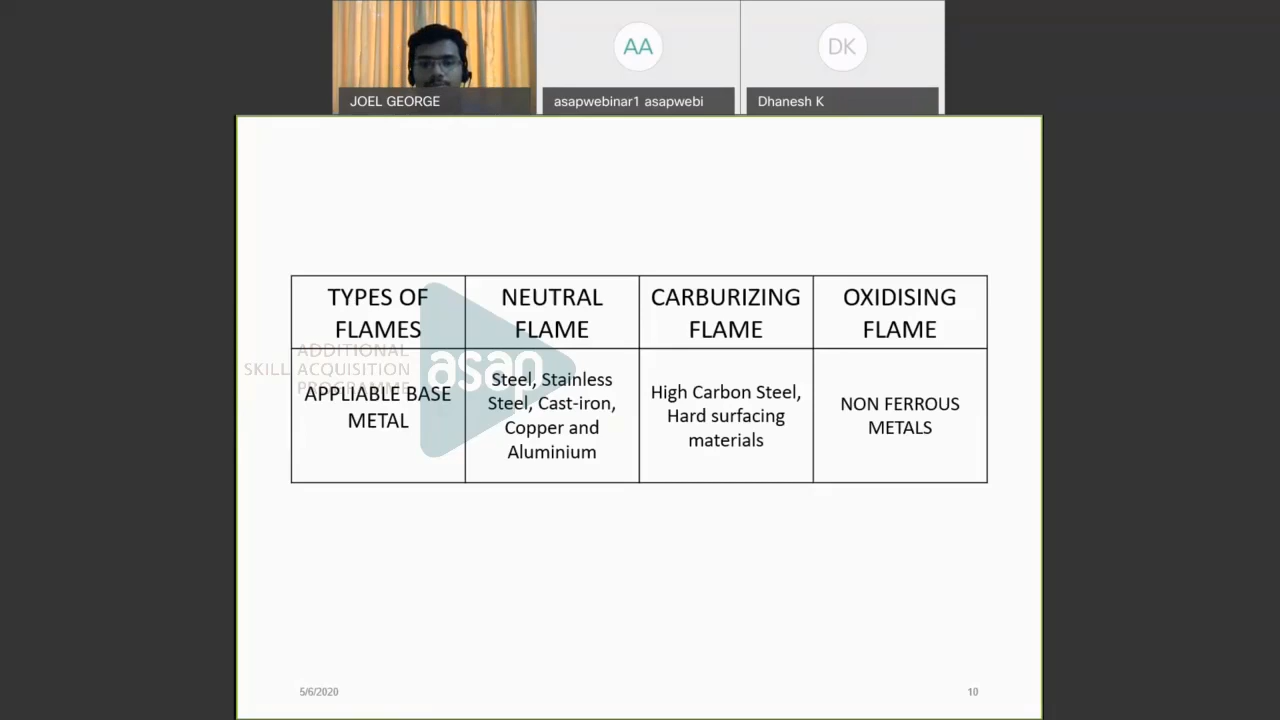 AA
DK
JOEL GEORGE
asapwebinar1 asapwebi
Dhanesh K
TYPES OF
FLAMES
NEUTRAL
FLAME
CARBURIZING
FLAME
OXIDISING
FLAME
ADDITIONAL
SKILL ACQUISITION
PROGRAMME
asap
APPLIABLE BASE
METAL
Steel, Stainless
Steel, Cast-iron,
Copper and
Aluminium
High Carbon Steel,
Hard surfacing
materials
NON FERROUS
METALS
5/6/2020
10